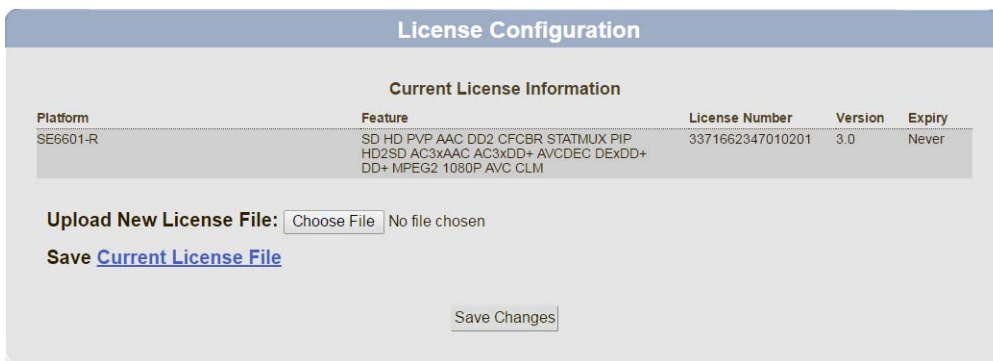 License Configuration
Current License Information
Platform Feature License Number Version Expiry
SE6601-R SD HD PVP AAC DD2 CFCBR STATMUX PIP 3371662347010201 3.0 Never
HD2SD AC3xAAC AC3xDD+ AVCDEC DExDD+
DD+ MPEG2 1080P AVC CLM
Upload New License File: Choose File No file chosen
Save Current License File
Save Changes